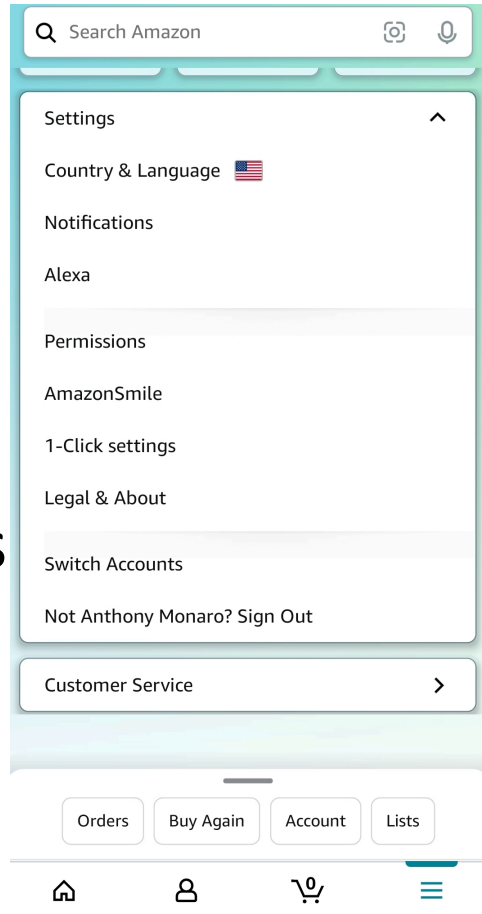 Search Amazon
Settings
Country & Language
Notifications
Alexa
Permissions
AmazonSmile
1-Click settings
Legal & About
s
Switch Accounts
Not Anthony Monaro? Sign Out
Customer Service
Orders Buy Again Account Lists
0